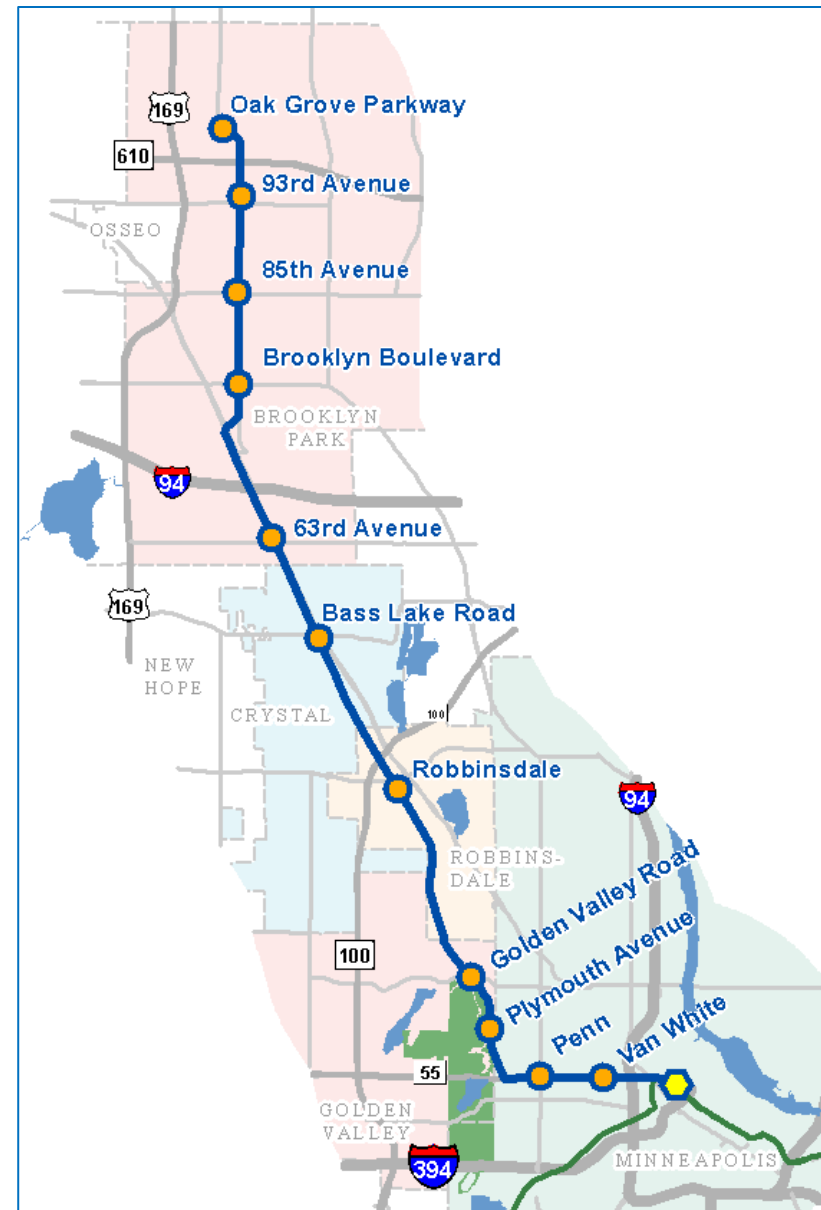 169
Oak Grove Parkway
610
93rd Avenue
OSSEO
85th Avenue
Brooklyn Boulevard
BROOKLYN
PARK
94
63rd Avenue
169
Bass Lake Road
NEW
HOPE
CRYSTAL
100
Robbinsdale
94
ROBBINS-
DALE
Golden Valley Road
100
Plymouth Avenue
Penn
Van White
55
GOLDEN
VALLEY
MINNEAPOLIS
394